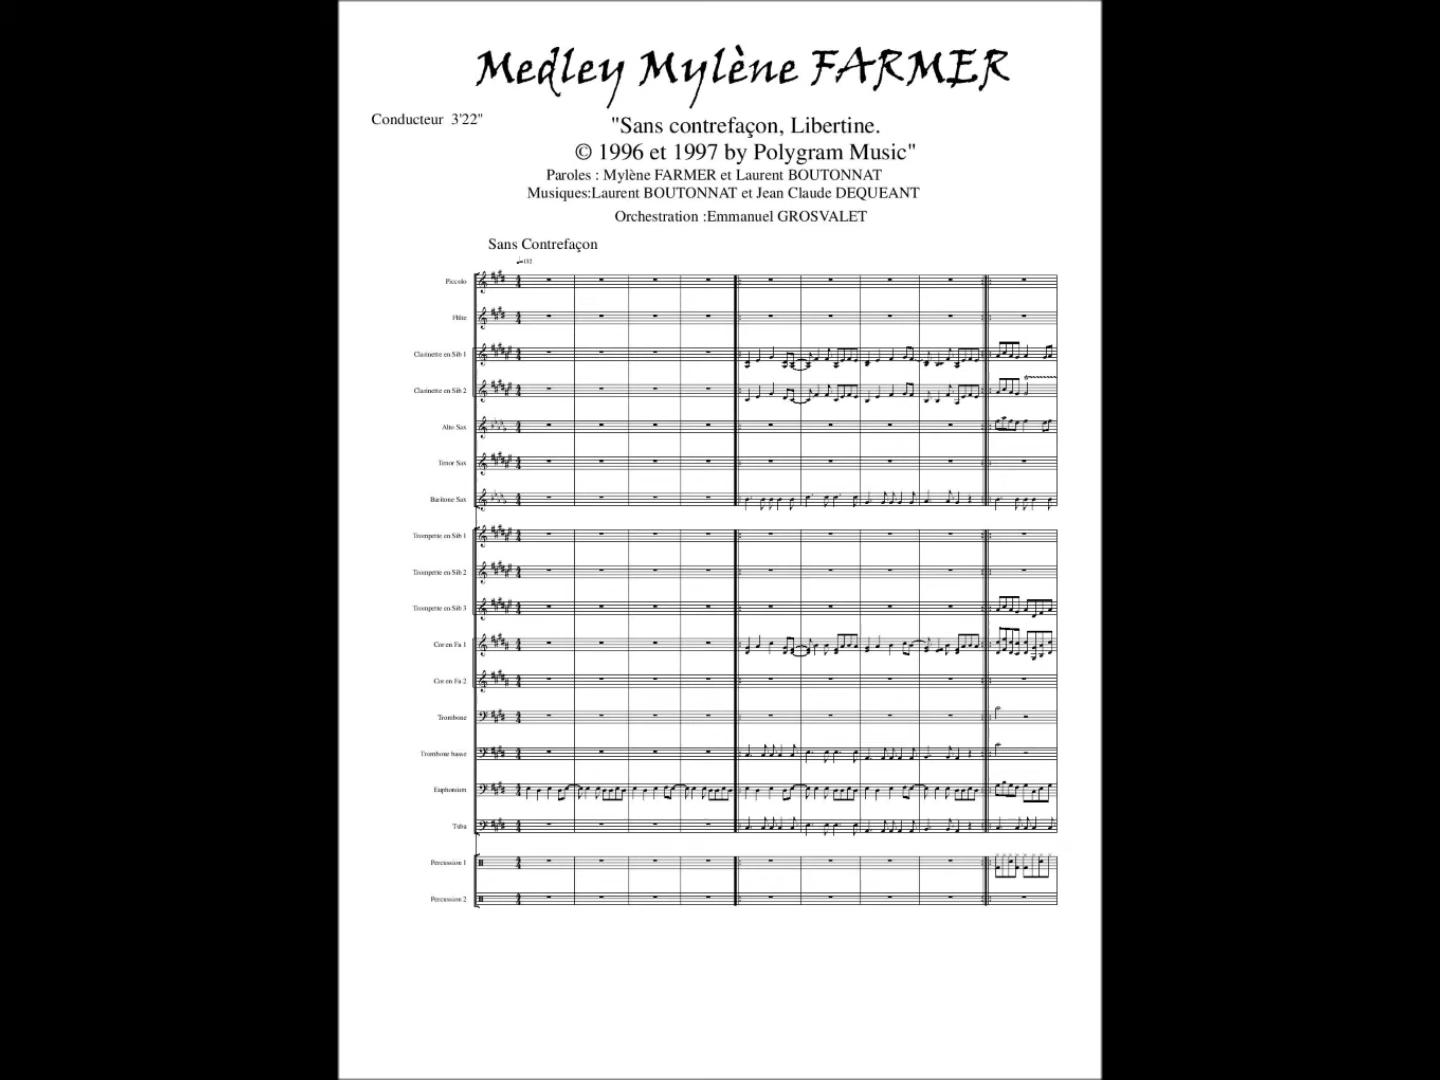 Medley Mylène FARMER
Conducteur 3'22"
"Sans contrefaçon, Libertine.
© 1996 et 1997 by Polygram Music"
Paroles : Mylène FARMER et Laurent BOUTONNAT
Musiques:Laurent BOUTONNAT et Jean Claude DEQUEANT
Orchestration :Emmanuel GROSVALET
Sans Contrefaçon
Piccolo
Flûte
Clarinette en Sib 1
Clarinette en Sib 2
Alto Sax
Tenor Sax
Baritone Sax
Trompette en Sib 1
Trompette en Sib 2
Trompette en Sib 3
Cor en Fa 1
Cor en Fa 2
Trombone
Trombone basse
Euphonium
Tuba
Percussion 1
Percussion 2